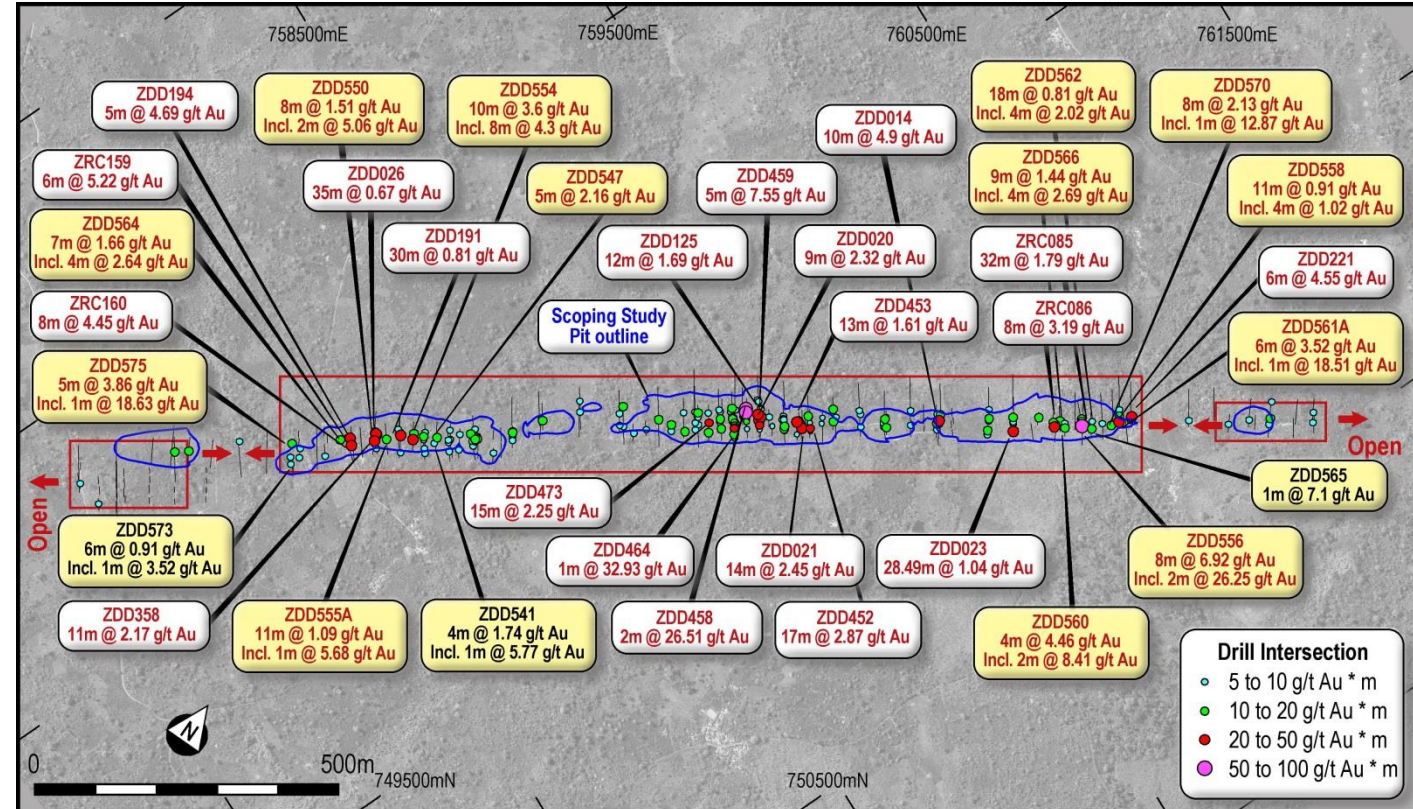 758500mE
759500mE
760500mE
761500mE
ZDD194
5m @ 4.69 g/t Au
ZDD550
8m @ 1.51 g/t Au
Incl. 2m @ 5.06 g/t Au
ZDD554
10m @ 3.6 g/t Au
Incl. 8m @ 4.3 g/t Au
ZDD014
10m @ 4.9 g/t Au
ZDD562
18m @ 0.81 g/t Au
Incl. 4m @ 2.02 g/t Au
ZDD570
8m @ 2.13 g/t Au
Incl. 1m @ 12.87 g/t Au
ZRC159
6m @ 5.22 g/t Au
ZDD026
35m @ 0.67 g/t Au
ZDD547
5m @ 2.16 g/t Au
ZDD459
5m @ 7.55 g/t Au
ZDD566
9m @ 1.44 g/t Au
Incl. 4m @ 2.69 g/t Au
ZDD558
11m @ 0.91 g/t Au
Incl. 4m @ 1.02 g/t Au
ZDD564
7m @ 1.66 g/t Au
Incl. 4m @ 2.64 g/t Au
ZDD191
30m @ 0.81 g/t Au
ZDD125
12m @ 1.69 g/t Au
ZDD020
9m @ 2.32 g/t Au
ZRC085
32m @ 1.79 g/t Au
ZDD221
6m @ 4.55 g/t Au
ZRC160
8m @ 4.45 g/t Au
Scoping Study
Pit outline
ZDD453
13m @ 1.61 g/t Au
ZRC086
8m @ 3.19 g/t Au
ZDD561A
6m @ 3.52 g/t Au
Incl. 1m @ 18.51 g/t Au
ZDD575
5m @ 3.86 g/t Au
Incl. 1m @ 18.63 g/t Au
Open
Open
ZDD573
6m @ 0.91 g/t Au
Incl. 1m @ 3.52 g/t Au
ZDD473
15m @ 2.25 g/t Au
ZDD565
1m @ 7.1 g/t Au
ZDD464
1m @ 32.93 g/t Au
ZDD021
14m @ 2.45 g/t Au
ZDD023
28.49m @ 1.04 g/t Au
ZDD556
8m @ 6.92 g/t Au
Incl. 2m @ 26.25 g/t Au
ZDD358
11m @ 2.17 g/t Au
ZDD555A
11m @ 1.09 g/t Au
Incl. 1m @ 5.68 g/t Au
ZDD541
4m @ 1.74 g/t Au
Incl. 1m @ 5.77 g/t Au
ZDD458
2m @ 26.51 g/t Au
ZDD452
17m @ 2.87 g/t Au
ZDD560
4m @ 4.46 g/t Au
Incl. 2m @ 8.41 g/t Au
Drill Intersection
5 to 10 g/t Au * m
10 to 20 g/t Au * m
20 to 50 g/t Au * m
50 to 100 g/t Au * m
N
0
500m
749500mN
750500mN